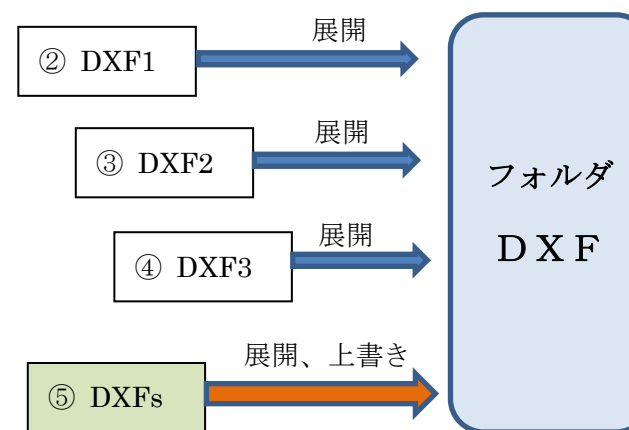 展開
② DXF1
展開
③ DXF2
フォルダ
ＤＸＦ
展開
④ DXF3
展開、上書き
⑤ DXFs